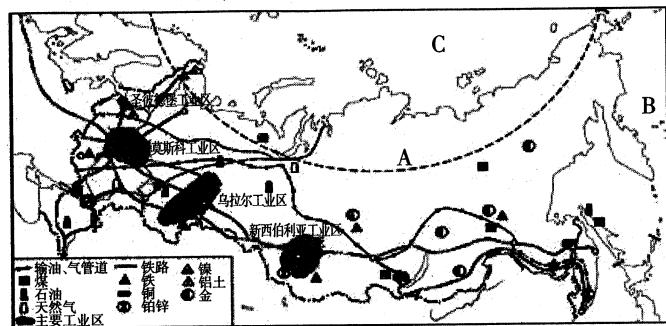 C
B
A
圣彼德堡工业区
莫斯科工业区
乌拉尔工业区
新西伯利亚工业区
输油、气管道 铁路 镍
煤 铁 铝土
石油 铜 金
天然气 铂锌
主要工业区